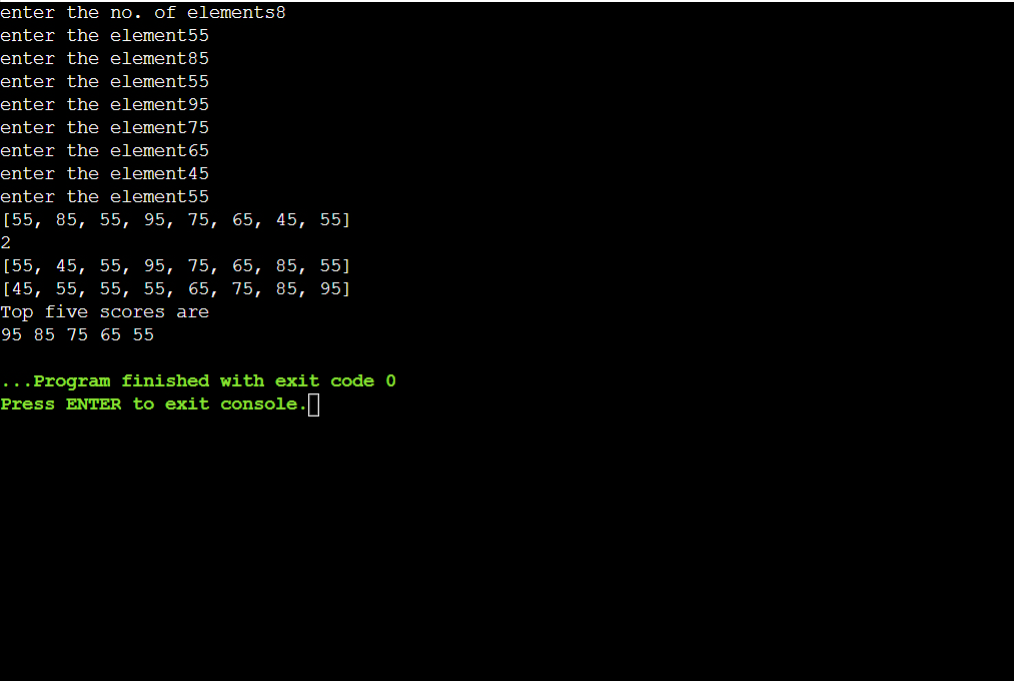 enter the no. of elements8
enter the element55
enter the element85
enter the element55
enter the element95
enter the element75
enter the element65
enter the element45
enter the element55
[55, 85, 55, 95, 75, 65, 45, 55]
2
[55, 45, 55, 95, 75, 65, 85, 55]
[45, 55, 55, 55, 65, 75, 85, 95]
Top five scores are
95 85 75 65 55
...Program finished with exit code 0
Press ENTER to exit console.